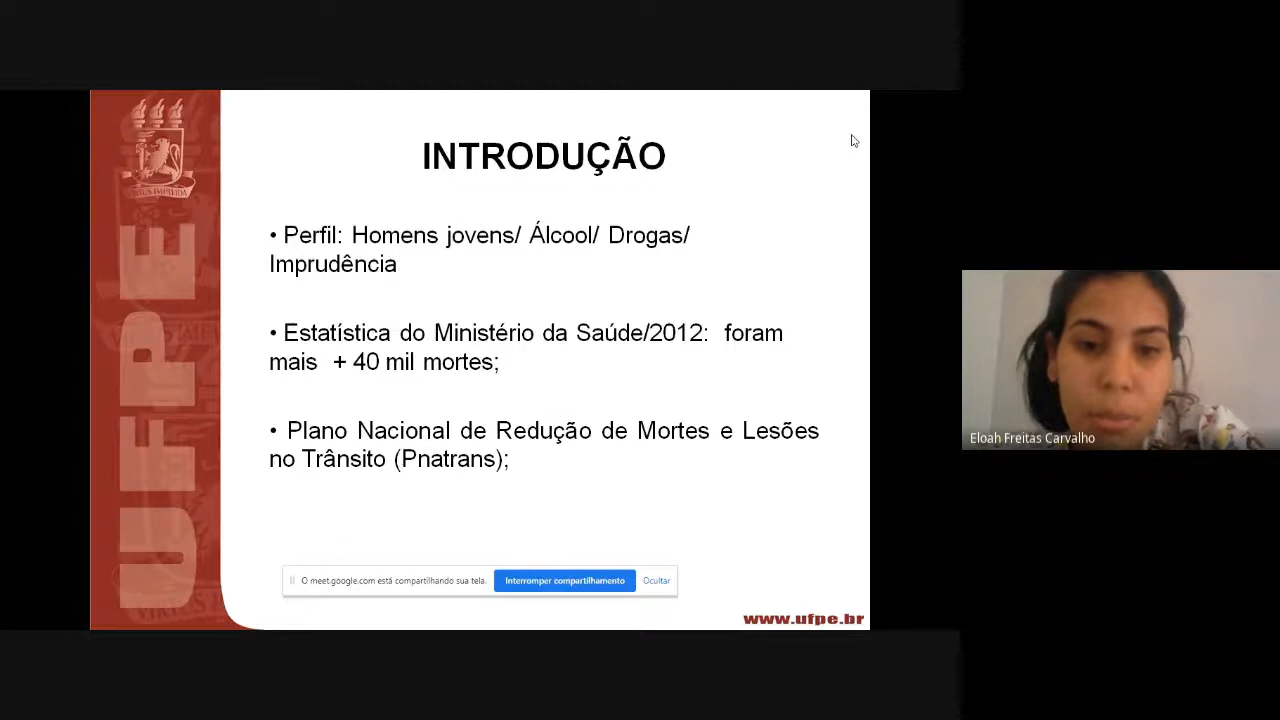 INTRODUÇÃO
• Perfil: Homens jovens/ Álcool/ Drogas/
Imprudência
• Estatística do Ministério da Saúde/2012: foram
mais + 40 mil mortes;
• Plano Nacional de Redução de Mortes e Lesões
no Trânsito (Pnatrans);
UFPE
O meet.google.com está compartilhando sua tela.
Interromper compartilhamento
Ocultar
www.ufpe.br
Eloah Freitas Carvalho